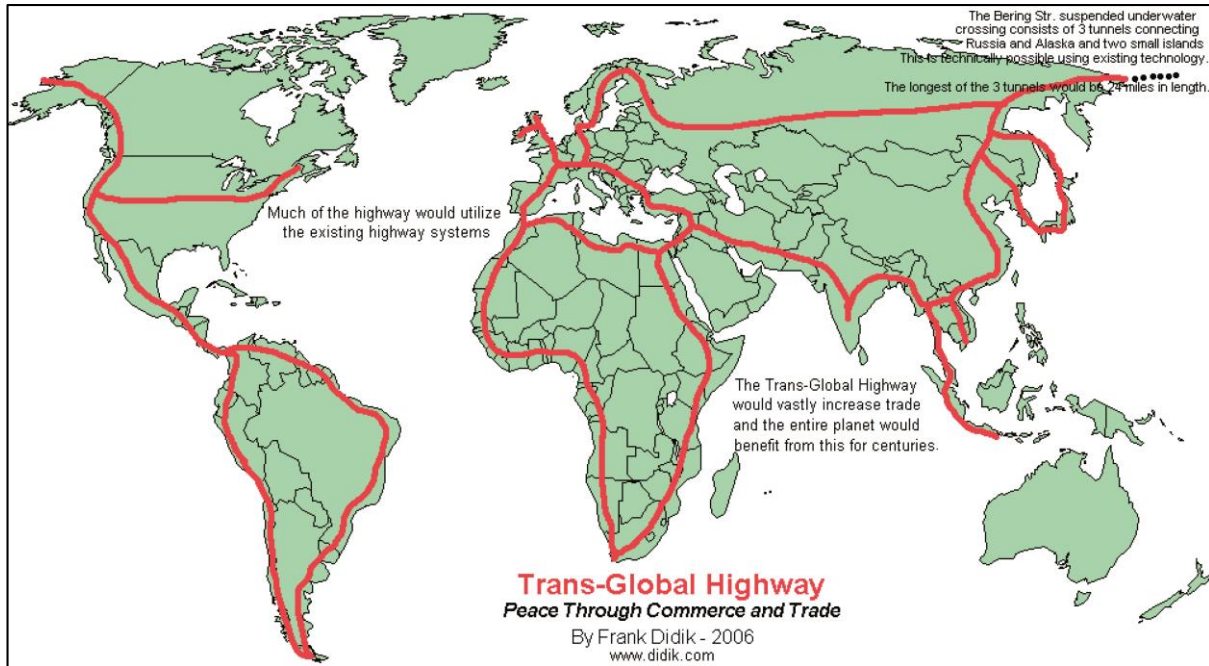 The Bering Str. suspended underwater
crossing consists of 3 tunnels connecting
Russia and Alaska and two small islands
This is technically possible using existing technology.
The longest of the 3 tunnels would be 24 miles in length.
Much of the highway would utilize
the existing highway systems
The Trans-Global Highway
would vastly increase trade
and the entire planet would
benefit from this for centuries.
Trans-Global Highway
Peace Through Commerce and Trade
By Frank Didik - 2006
www.didik.com